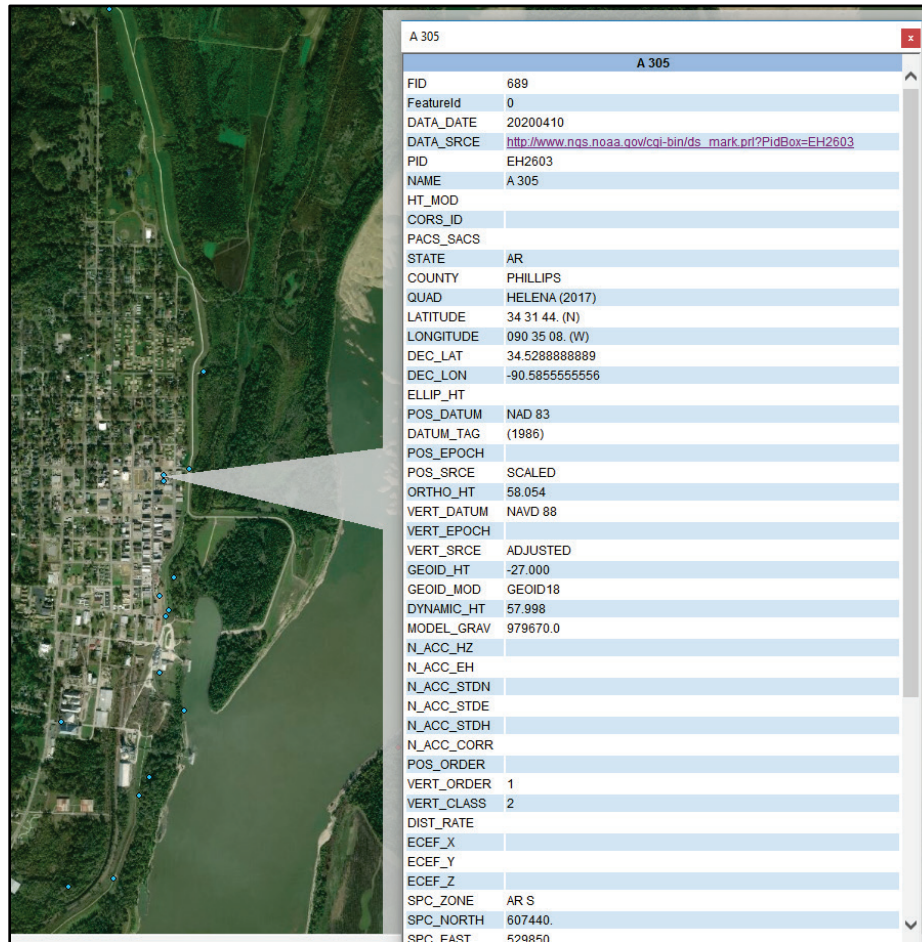 A 305
x
A 305
FID 689
FeatureId 0
DATA_DATE 20200410
DATA_SRCE http://www.ngs.noaa.gov/cgi-bin/ds_mark.prl?PidBox=EH2603
PID EH2603
NAME A 305
HT_MOD
CORS_ID
PACS_SACS
STATE AR
COUNTY PHILLIPS
QUAD HELENA (2017)
LATITUDE 34 31 44. (N)
LONGITUDE 090 35 08. (W)
DEC_LAT 34.5288888889
DEC_LON -90.5855555556
ELLIP_HT
POS_DATUM NAD 83
DATUM_TAG (1986)
POS_EPOCH
POS_SRCE SCALED
ORTHO_HT 58.054
VERT_DATUM NAVD 88
VERT_EPOCH
VERT_SRCE ADJUSTED
GEOID_HT -27.000
GEOID_MOD GEOID18
DYNAMIC_HT 57.998
MODEL_GRAV 979670.0
N_ACC_HZ
N_ACC_EH
N_ACC_STDN
N_ACC_STDE
N_ACC_STDH
N_ACC_CORR
POS_ORDER
VERT_ORDER 1
VERT_CLASS 2
DIST_RATE
ECEF_X
ECEF_Y
ECEF_Z
SPC_ZONE AR S
SPC_NORTH 607440.
SPC_EAST 529850.